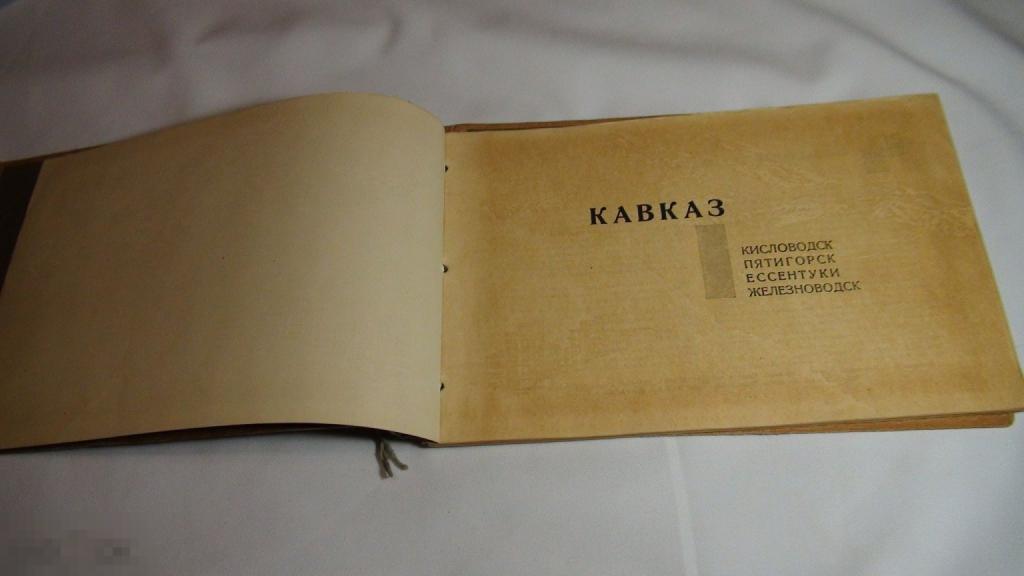 КАВКАЗ
КИСЛОВОДСК
ПЯТИГОРСК
ЕССЕНТУКИ
ЖЕЛЕЗНОВОДСК